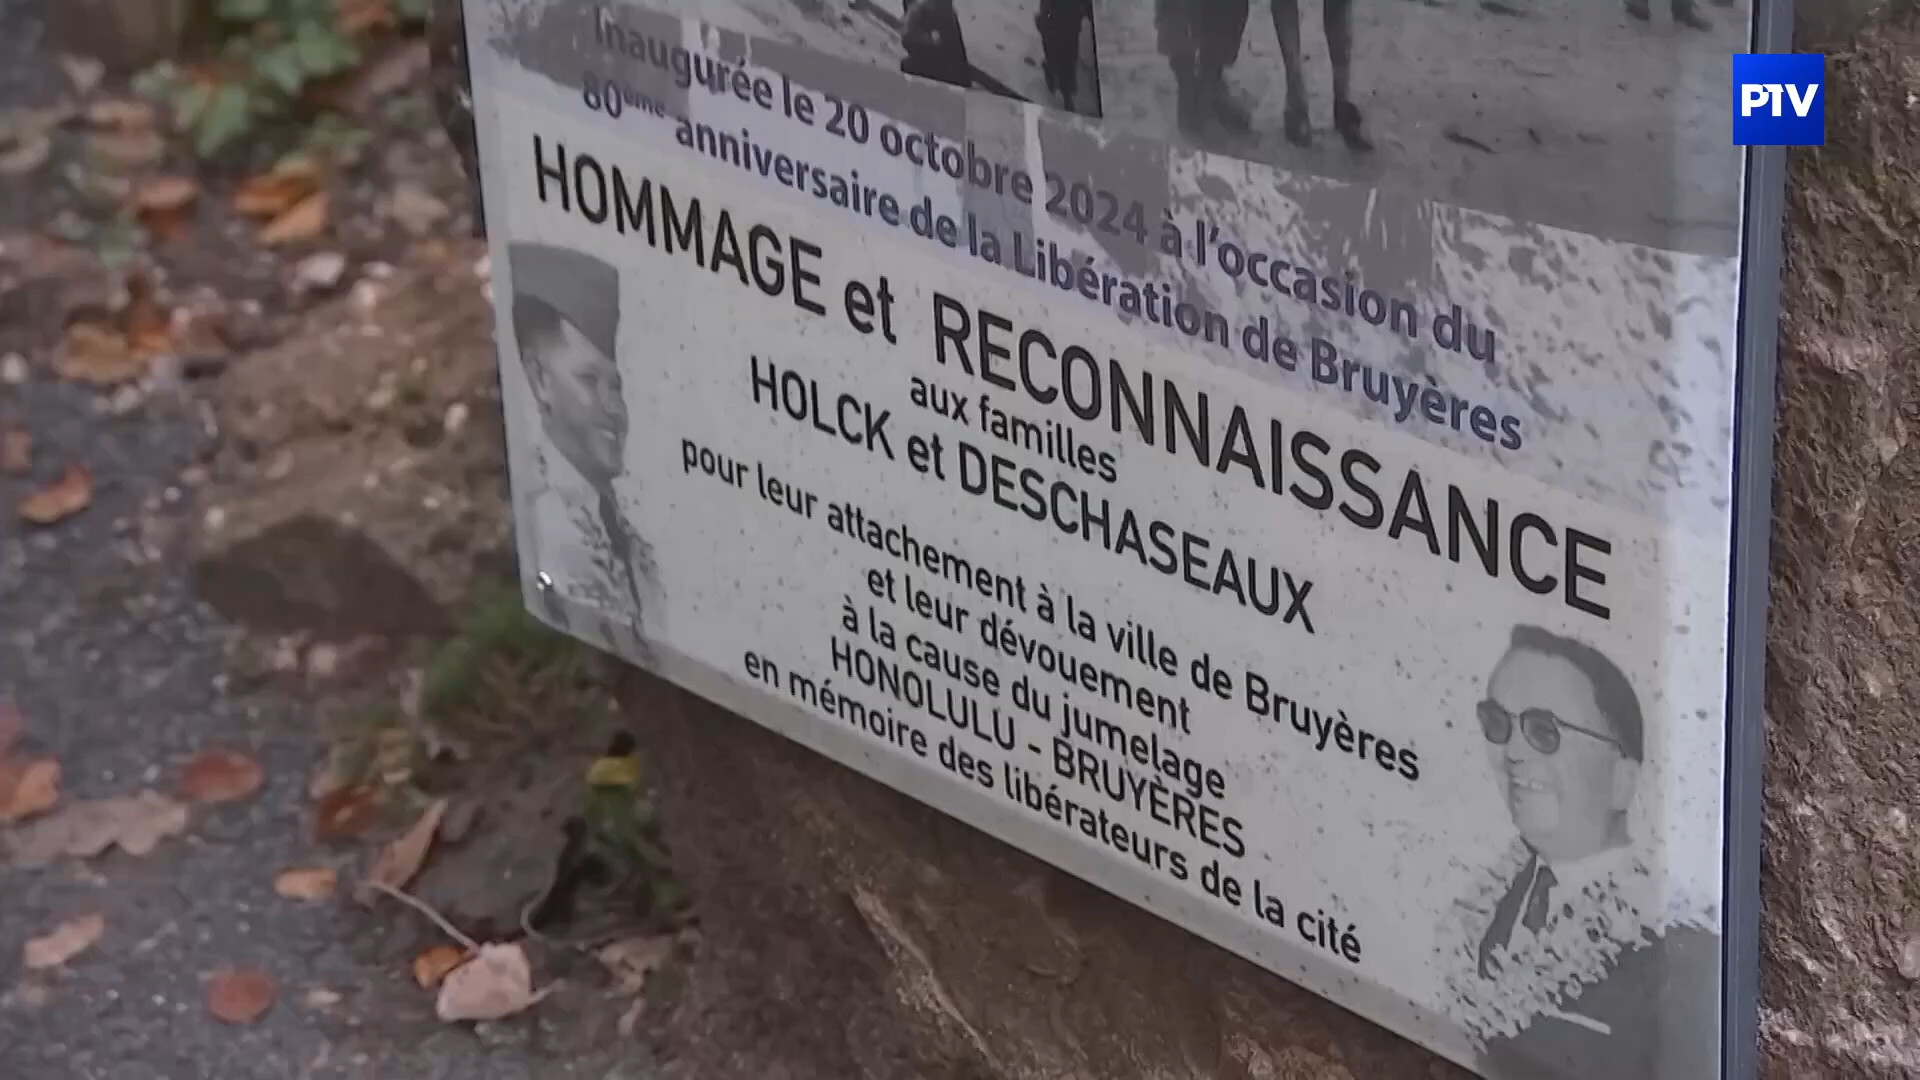 PTV
Inaugurée le 20 octobre 2024 à l'occasion du
80ème anniversaire de la Libération de Bruyères
HOMMAGE et RECONNAISSANCE
aux familles
HOLCK et DESCHASEAUX
pour leur attachement à la ville de Bruyères
et leur dévouement
à la cause du jumelage
HONOLULU - BRUYÈRES
en mémoire des libérateurs de la cité